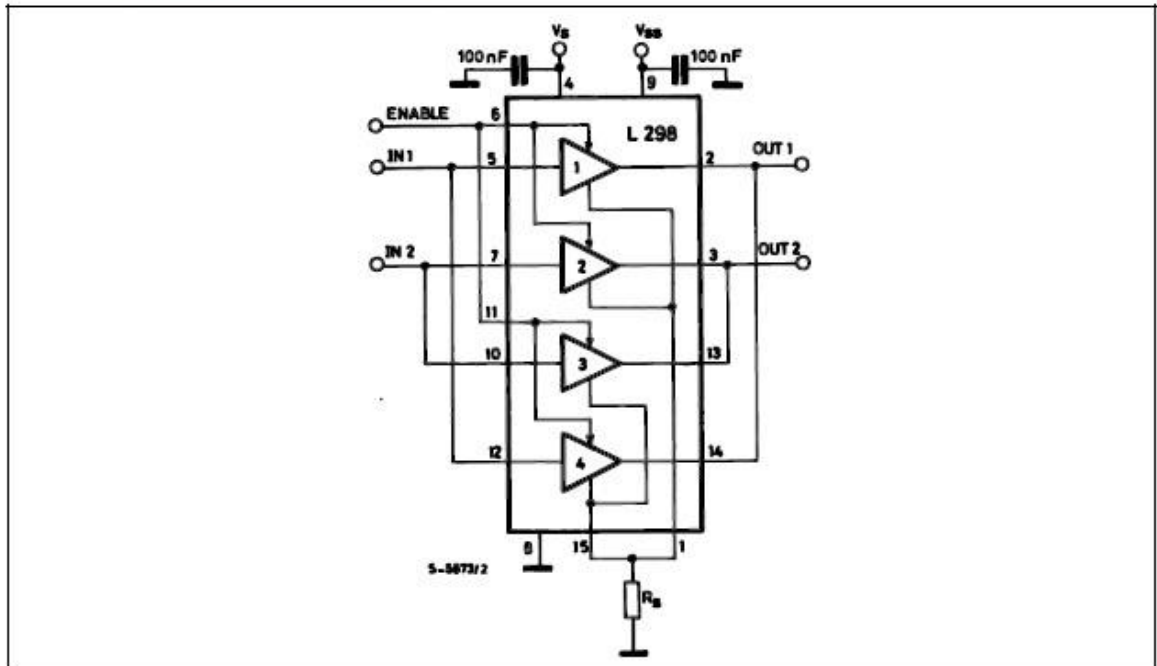 Vs Vss
100 nF 100 nF
4 9
ENABLE 6 L 298
IN 1 5 1 2 OUT 1
IN 2 7 2 3 OUT 2
11
10 3 13
12 4 14
8 15 1
S-5873/2
Rs